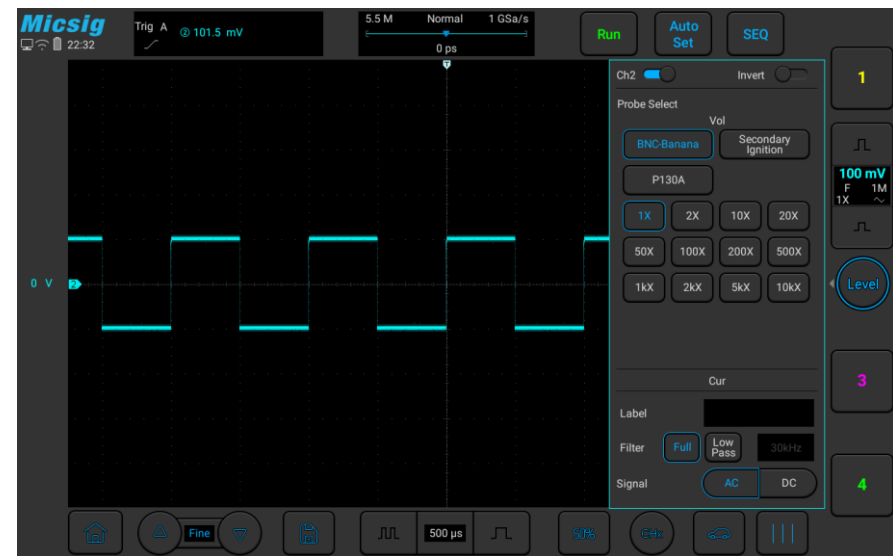 Micsig
22:32
Trig A ② 101.5 mV
5.5 M Normal 1 GSa/s
0 ps
T
Run
Auto
Set
SEQ
Ch2 Invert
Probe Select
Vol
BNC-Banana
Secondary
Ignition
P130A
1X 2X 10X 20X
50X 100X 200X 500X
1kX 2kX 5kX 10kX
Cur
Label
Filter Full Low
Pass 30kHz
Signal AC DC
0 V 2
1
100 mV
F 1M
1X
Level
3
4
Fine
500 µs
50%
CHx